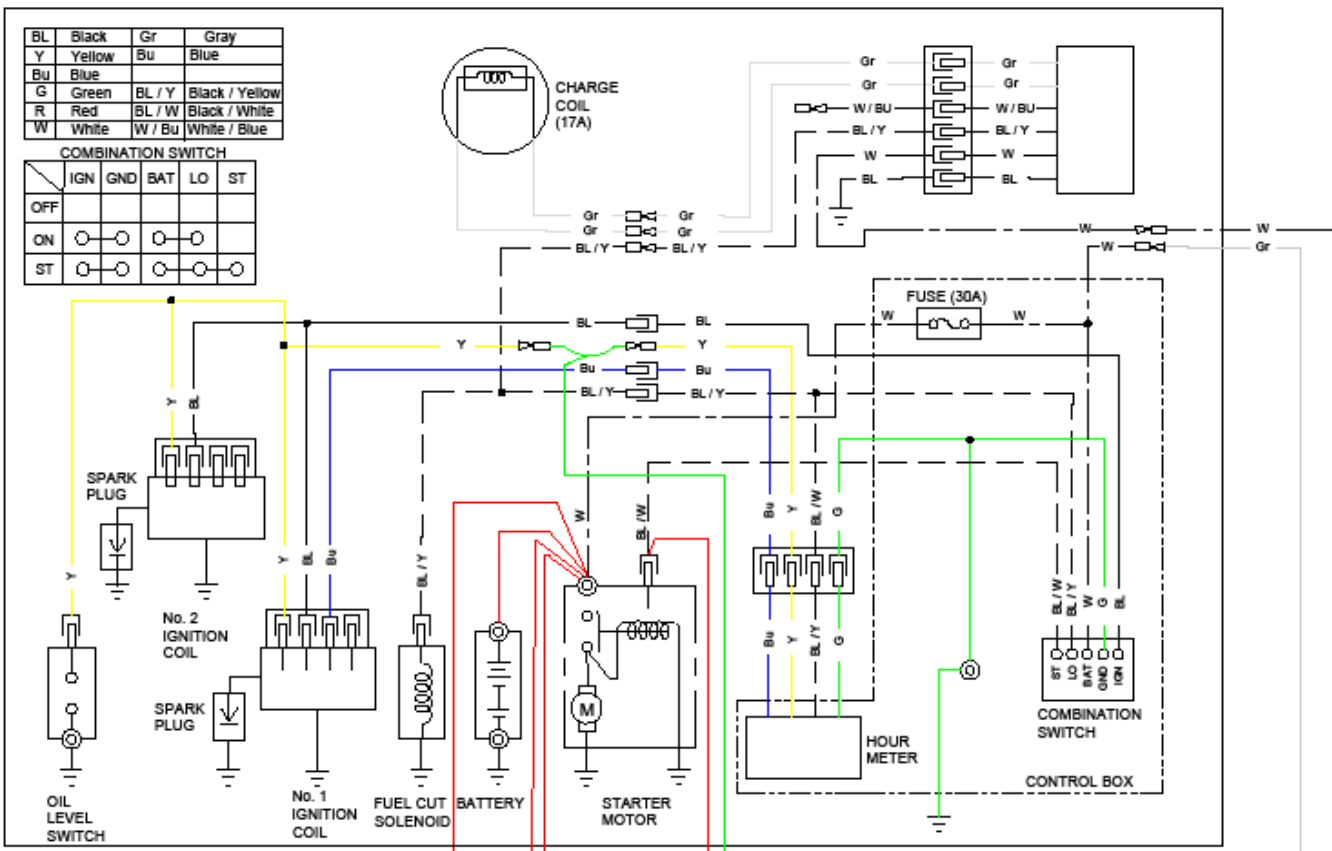 BL Black Gr Gray
Y Yellow Bu Blue
Bu Blue
G Green BL / Y Black / Yellow
R Red BL / W Black / White
W White W / Bu White / Blue
COMBINATION SWITCH
IGN GND BAT LO ST
OFF
ON
ST
CHARGE
COIL
(17A)
Gr Gr
Gr Gr
W / BU W / BU
BL / Y BL / Y
W W
BL BL
Gr Gr
Gr Gr
BL / Y BL / Y
W W
W Gr
FUSE (30A)
W W
BL BL
Y Y
Bu Bu
BL / Y BL / Y
Y
BL
SPARK
PLUG
Y
No. 2
IGNITION
COIL
Y
BL
Bu
SPARK
PLUG
No. 1
IGNITION
COIL
OIL
LEVEL
SWITCH
BL / Y
FUEL CUT
SOLENOID
BATTERY
W
BL / W
M
STARTER
MOTOR
Bu
Y
BL / W
G
Bu
Y
BL / Y
G
HOUR
METER
BL / W
BL / Y
W
G
BL
ST
LO
BAT
GND
IGN
COMBINATION
SWITCH
CONTROL BOX